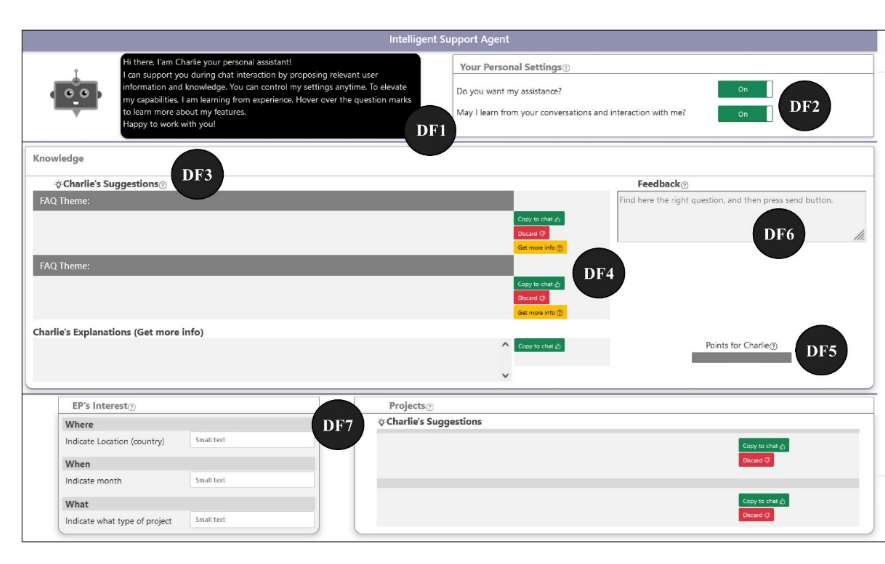 Intelligent Support Agent
Hi there, I'am Charlie your personal assistant!
I can support you during chat interaction by proposing relevant user
information and knowledge. You can control my settings anytime. To elevate
my capabilities, I am learning from experience. Hover over the question marks
to learn more about my features.
Happy to work with you!
DF1
Your Personal Settings
Do you want my assistance?
On
May I learn from your conversations and interaction with me?
On
DF2
Knowledge
DF3
Charlie's Suggestions
FAQ Theme:
Copy to chat
Discard
Get more info
FAQ Theme:
Copy to chat
Discard
Get more info
DF4
Feedback
Find here the right question, and then press send button.
DF6
Charlie's Explanations (Get more info)
Copy to chat
Points for Charlie
DF5
EP's Interest
Where
Indicate Location (country)
Small text
When
Indicate month
Small text
What
Indicate what type of project
Small text
DF7
Projects
Charlie's Suggestions
Copy to chat
Discard
Copy to chat
Discard